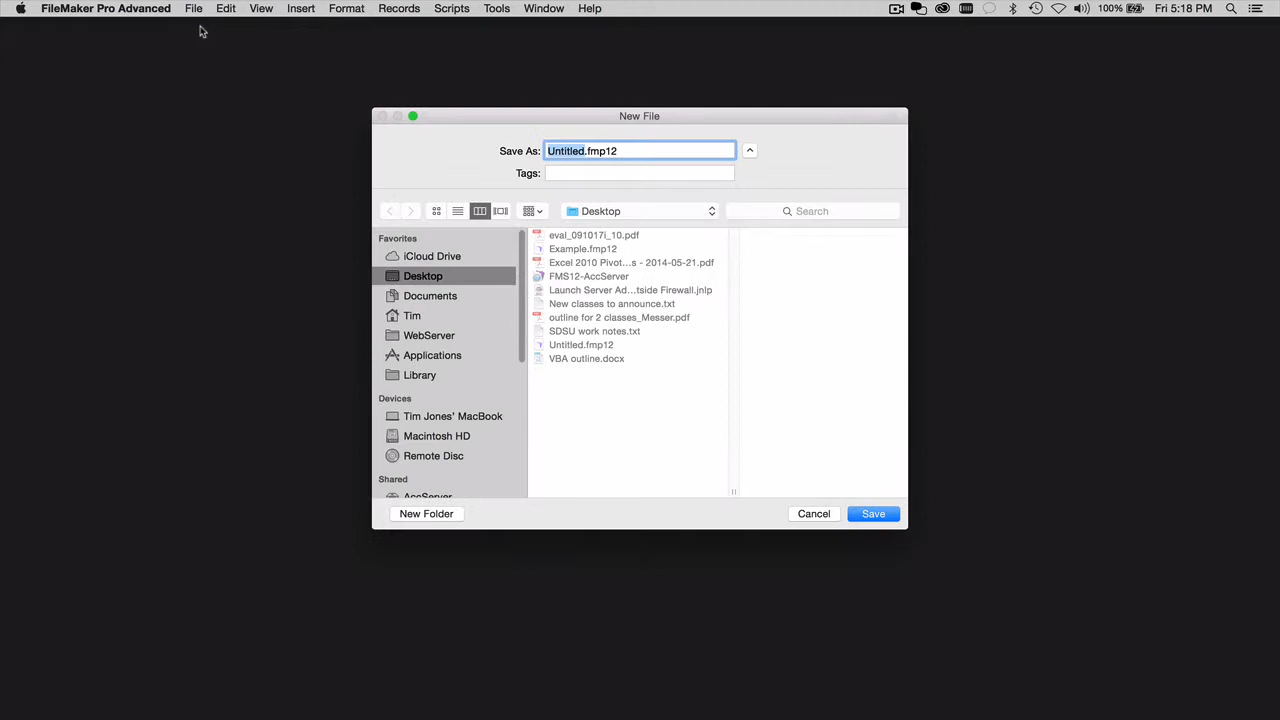 FileMaker Pro Advanced File Edit View Insert Format Records Scripts Tools Window Help 100% Fri 5:18 PM
New File
Save As: Untitled.fmp12
Tags:
Desktop
Search
Favorites
iCloud Drive
Desktop
Documents
Tim
WebServer
Applications
Library
Devices
Tim Jones’ MacBook
Macintosh HD
Remote Disc
Shared
AccServer
eval_091017i_10.pdf
Example.fmp12
Excel 2010 Pivot...s - 2014-05-21.pdf
FMS12-AccServer
Launch Server Ad...tside Firewall.jnlp
New classes to announce.txt
outline for 2 classes_Messer.pdf
SDSU work notes.txt
Untitled.fmp12
VBA outline.docx
New Folder
Cancel
Save